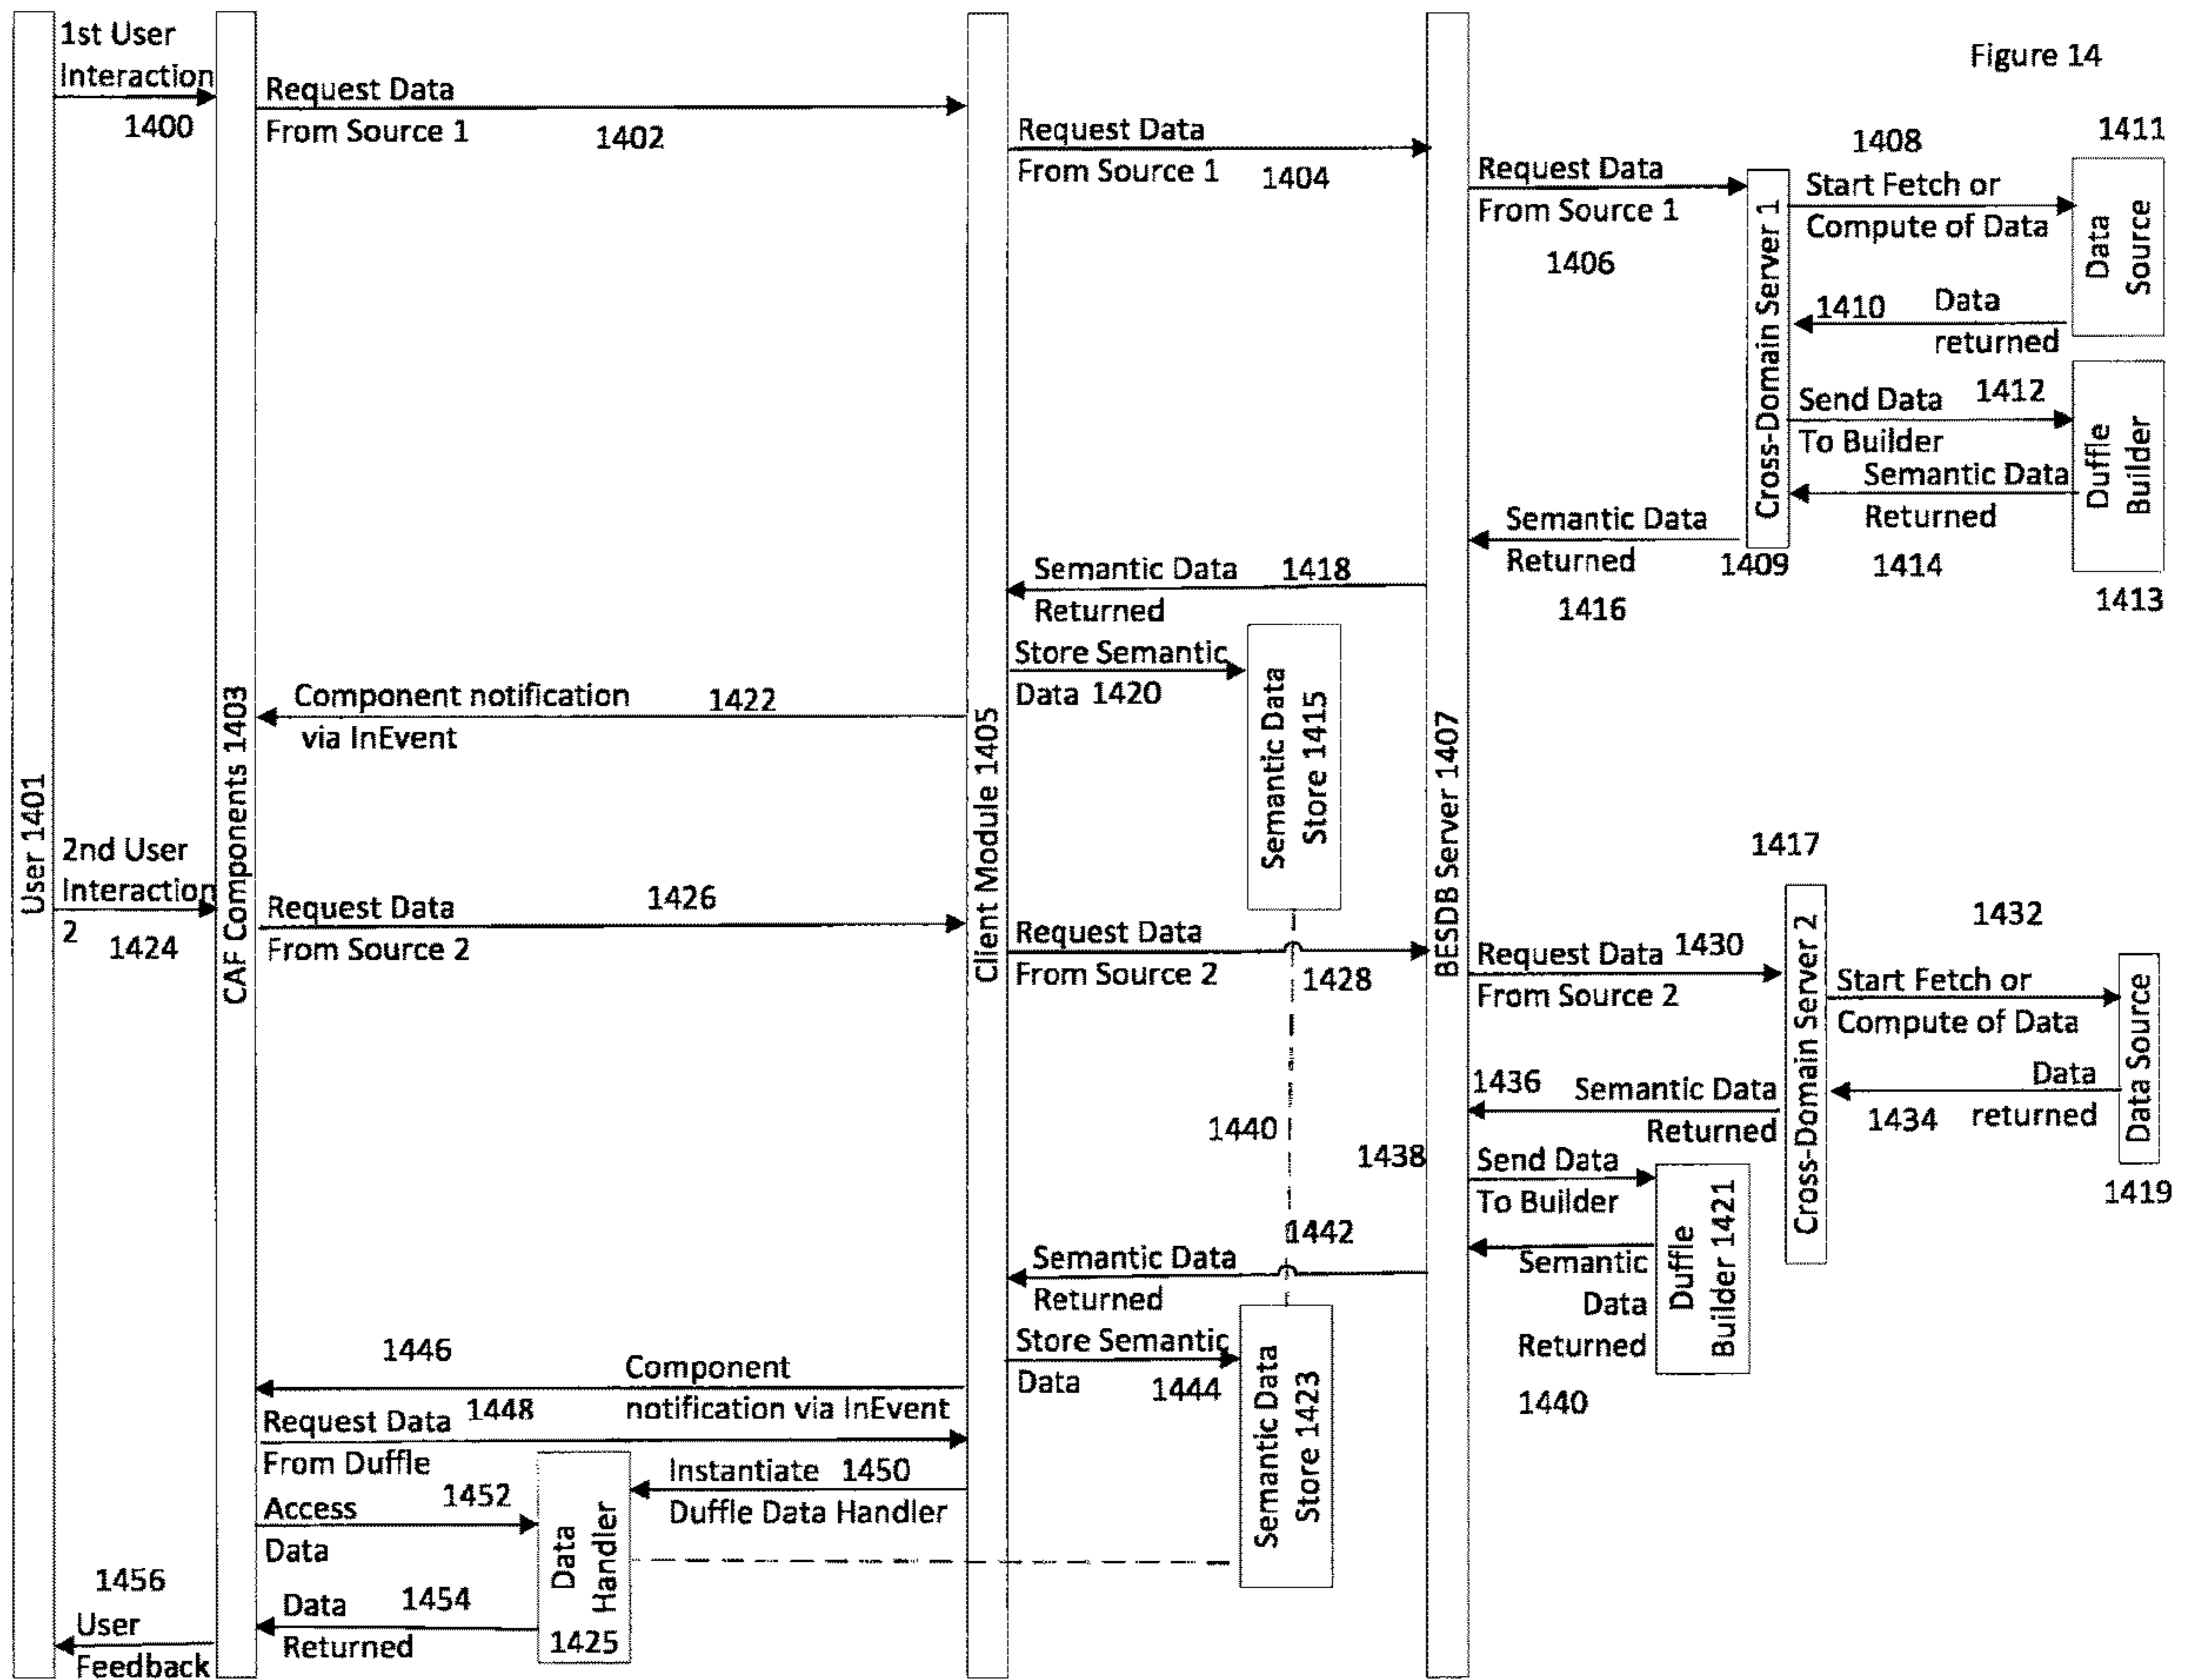 Figure 14
1st User
Interaction
1400
Request Data
From Source 1
1402
Request Data
From Source 1
1404
Request Data
From Source 1
1406
1408
Start Fetch or
Compute of Data
1411
Data
Source
1410
Data
returned
Cross-Domain Server 1
1409
Send Data
To Builder
1412
Duffle
Builder
1413
Semantic Data
Returned
1414
Semantic Data
Returned
1416
Semantic Data
Returned
1418
Store Semantic
Data 1420
Semantic Data
Store 1415
Component notification
via InEvent
1422
User 1401
CAF Components 1403
Client Module 1405
BESDB Server 1407
2nd User
Interaction
2
1424
Request Data
From Source 2
1426
Request Data
From Source 2
1428
Request Data
From Source 2
1430
1417
Cross-Domain Server 2
1432
Start Fetch or
Compute of Data
Data Source
1419
Data
returned
1434
1436
Semantic Data
Returned
1440
1438
Send Data
To Builder
Duffle
Builder 1421
Semantic
Data
Returned
1440
1442
Semantic Data
Returned
Store Semantic
Data
1444
Semantic Data
Store 1423
1446
Component
notification via InEvent
1448
Request Data
From Duffle
Instantiate 1450
Duffle Data Handler
1452
Access
Data
Data
Handler
1425
Data
Returned
1454
1456
User
Feedback